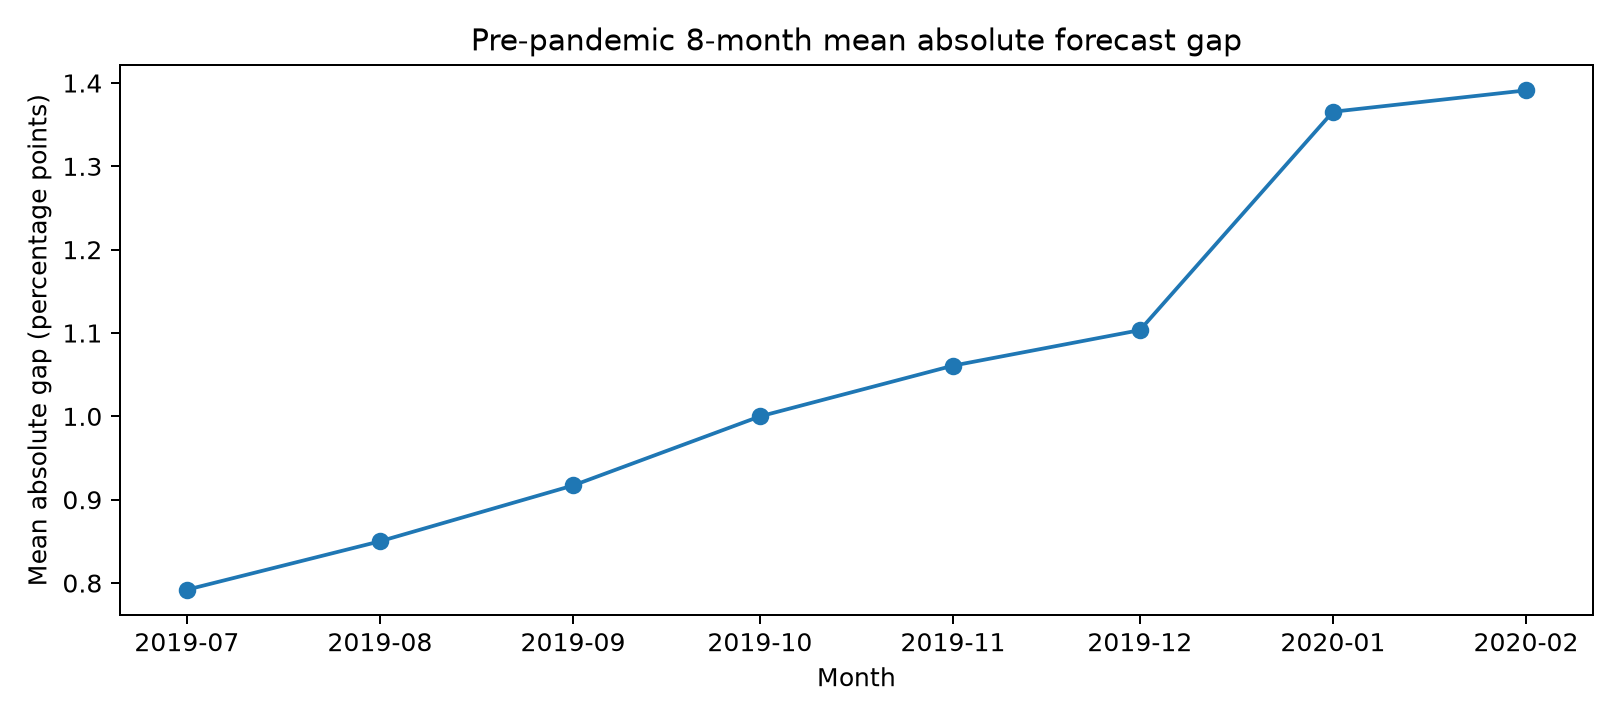 Pre-pandemic 8-month mean absolute forecast gap
Mean absolute gap (percentage points)
1.4
1.3
1.2
1.1
1.0
0.9
0.8
2019-07 2019-08 2019-09 2019-10 2019-11 2019-12 2020-01 2020-02
Month